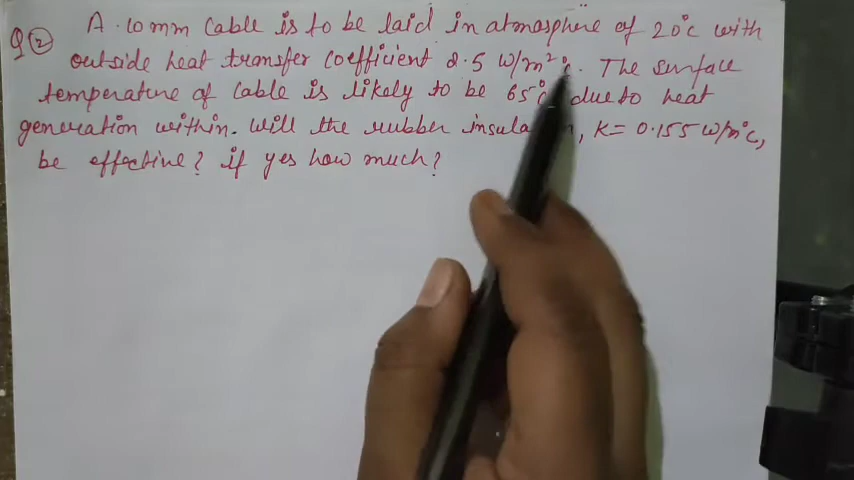 Q② A 10 mm cable is to be laid in atmosphere of 20°C with
outside heat transfer coefficient 8.5 W/m²°C. The surface
temperature of cable is likely to be 65°C due to heat
generation within. Will the rubber, K = 0.155 W/m°C,
be effective? if yes how much?